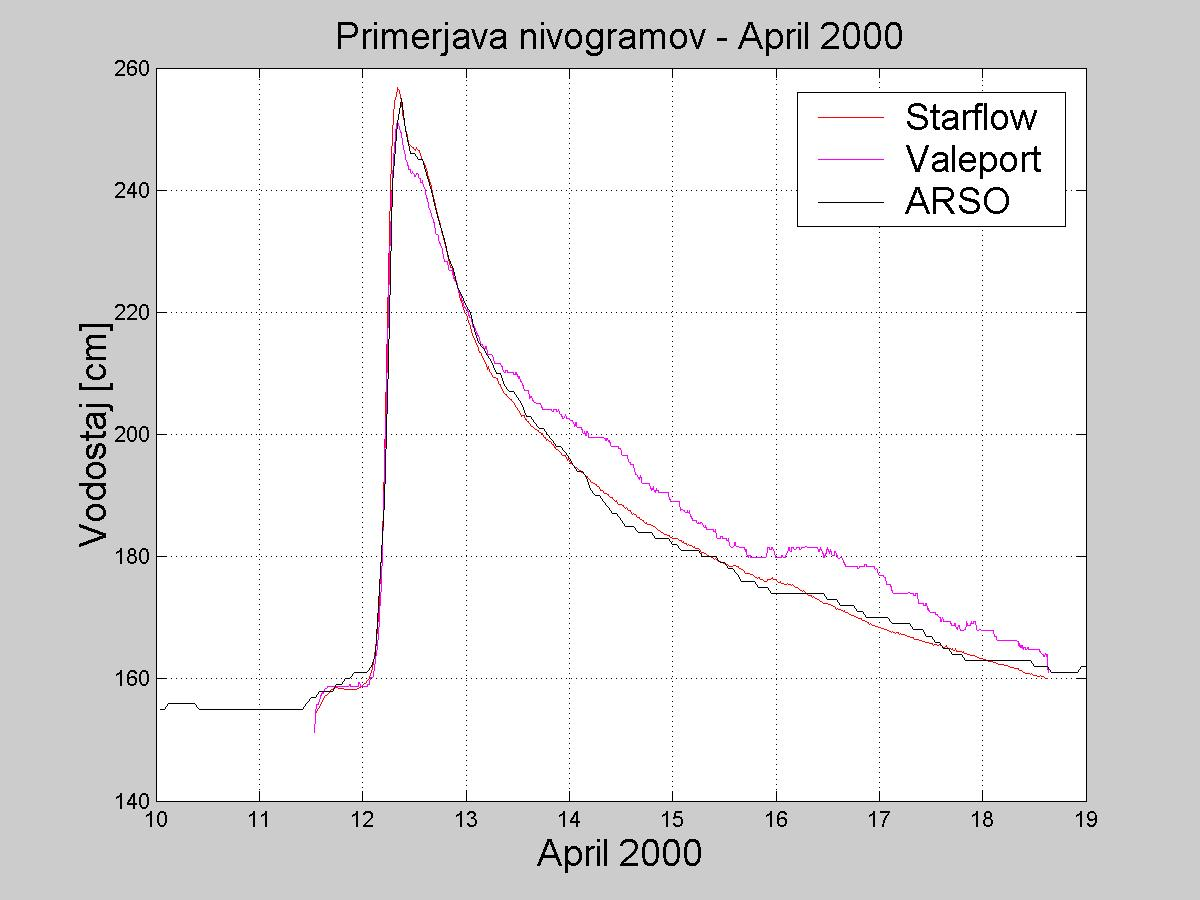 Primerjava nivogramov - April 2000
260
240
220
200
180
160
140
Vodostaj [cm]
Starflow
Valeport
ARSO
10 11 12 13 14 15 16 17 18 19
April 2000